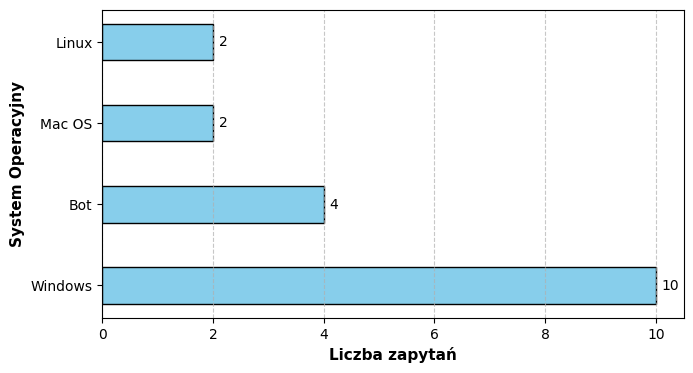 Linux
2
Mac OS
2
Bot
4
Windows
10
0 2 4 6 8 10
Liczba zapytań
System Operacyjny